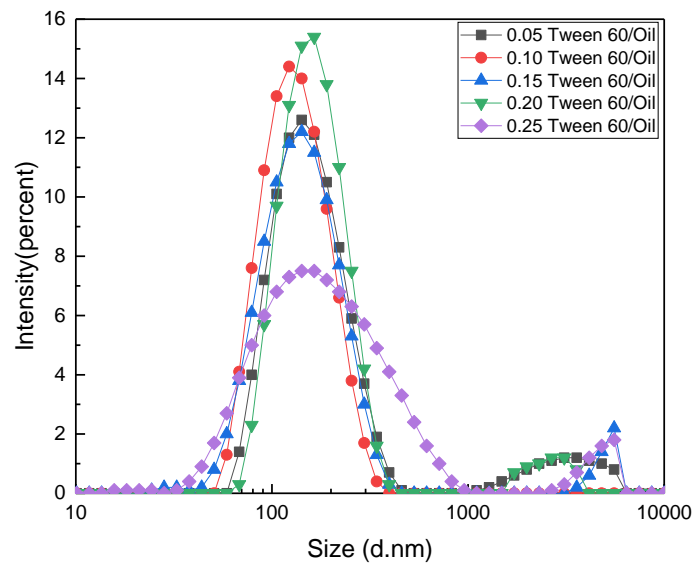 0.05 Tween 60/Oil
0.10 Tween 60/Oil
0.15 Tween 60/Oil
0.20 Tween 60/Oil
0.25 Tween 60/Oil
Intensity(percent)
16
14
12
10
8
6
4
2
0
10 100 1000 10000
Size (d.nm)